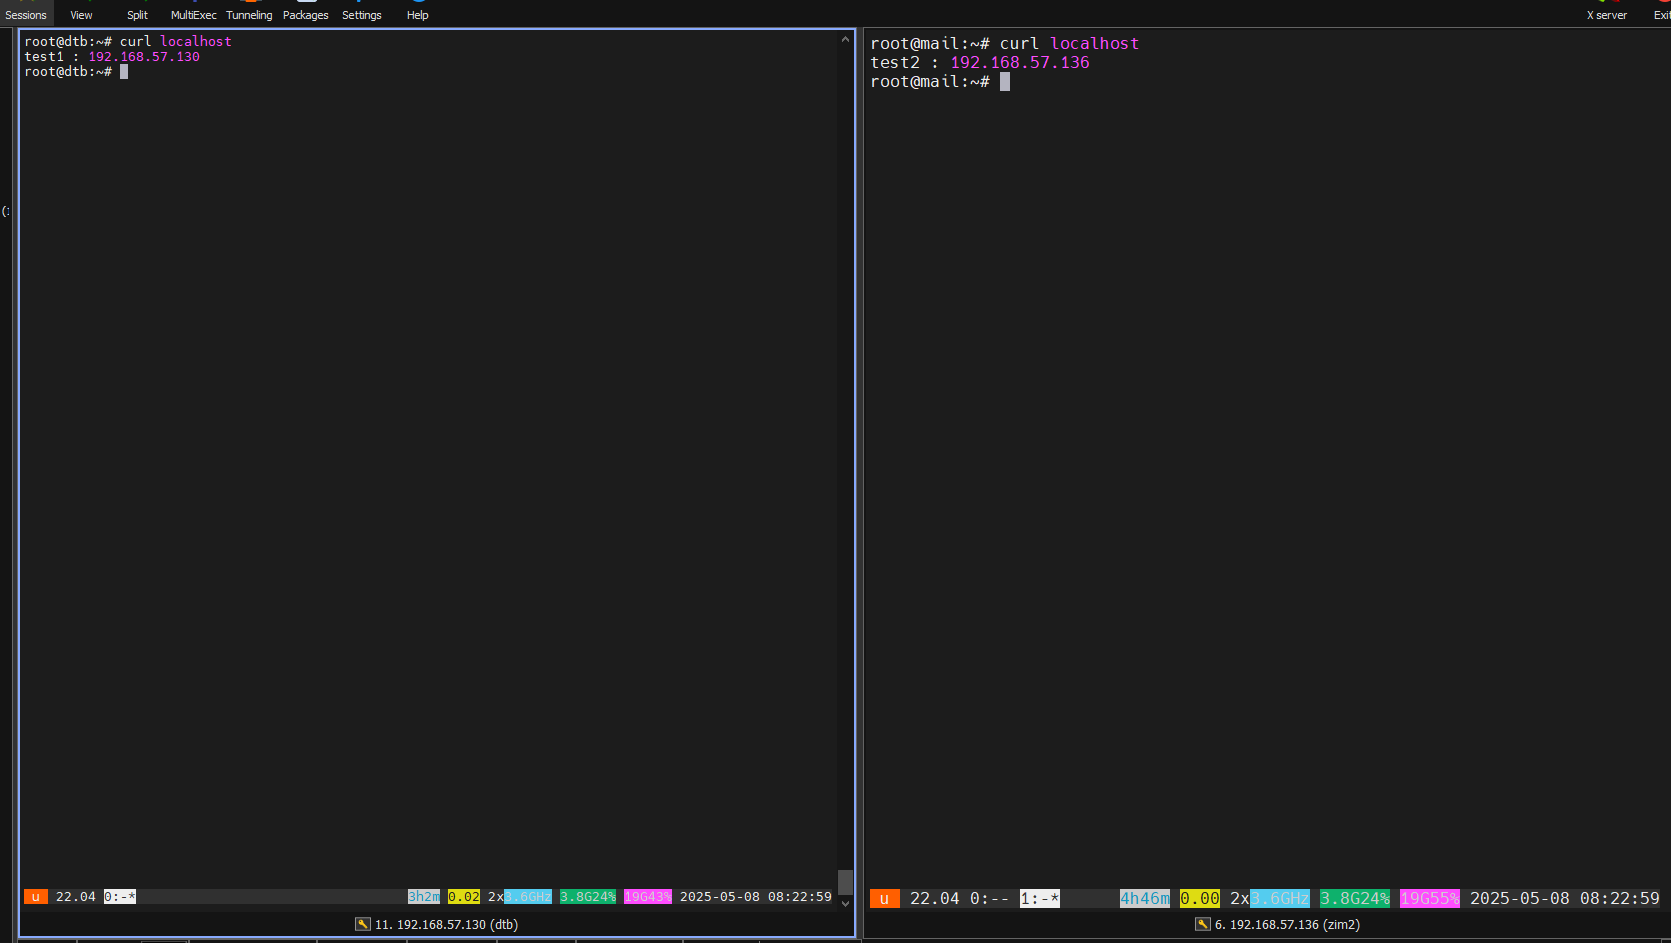 Sessions View Split MultiExec Tunneling Packages Settings Help X server Exit
root@dtb:~# curl localhost
test1 : 192.168.57.130
root@dtb:~#
u 22.04 0:-* 3h2m 0.02 2x3.6GHz 3.8G24% 19G43% 2025-05-08 08:22:59
11. 192.168.57.130 (dtb)
root@mail:~# curl localhost
test2 : 192.168.57.136
root@mail:~#
u 22.04 0:-- 1:-* 4h46m 0.00 2x3.6GHz 3.8G24% 19G55% 2025-05-08 08:22:59
6. 192.168.57.136 (zim2)